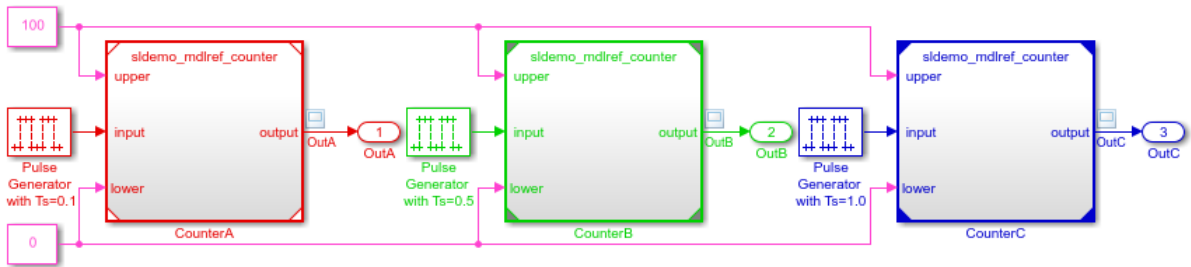 100
sldemo_mdlref_counter
upper
input
output
lower
CounterA
Pulse
Generator
with Ts=0.1
OutA
1
OutA
sldemo_mdlref_counter
upper
input
output
lower
CounterB
Pulse
Generator
with Ts=0.5
OutB
2
OutB
sldemo_mdlref_counter
upper
input
output
lower
CounterC
Pulse
Generator
with Ts=1.0
OutC
3
OutC
0